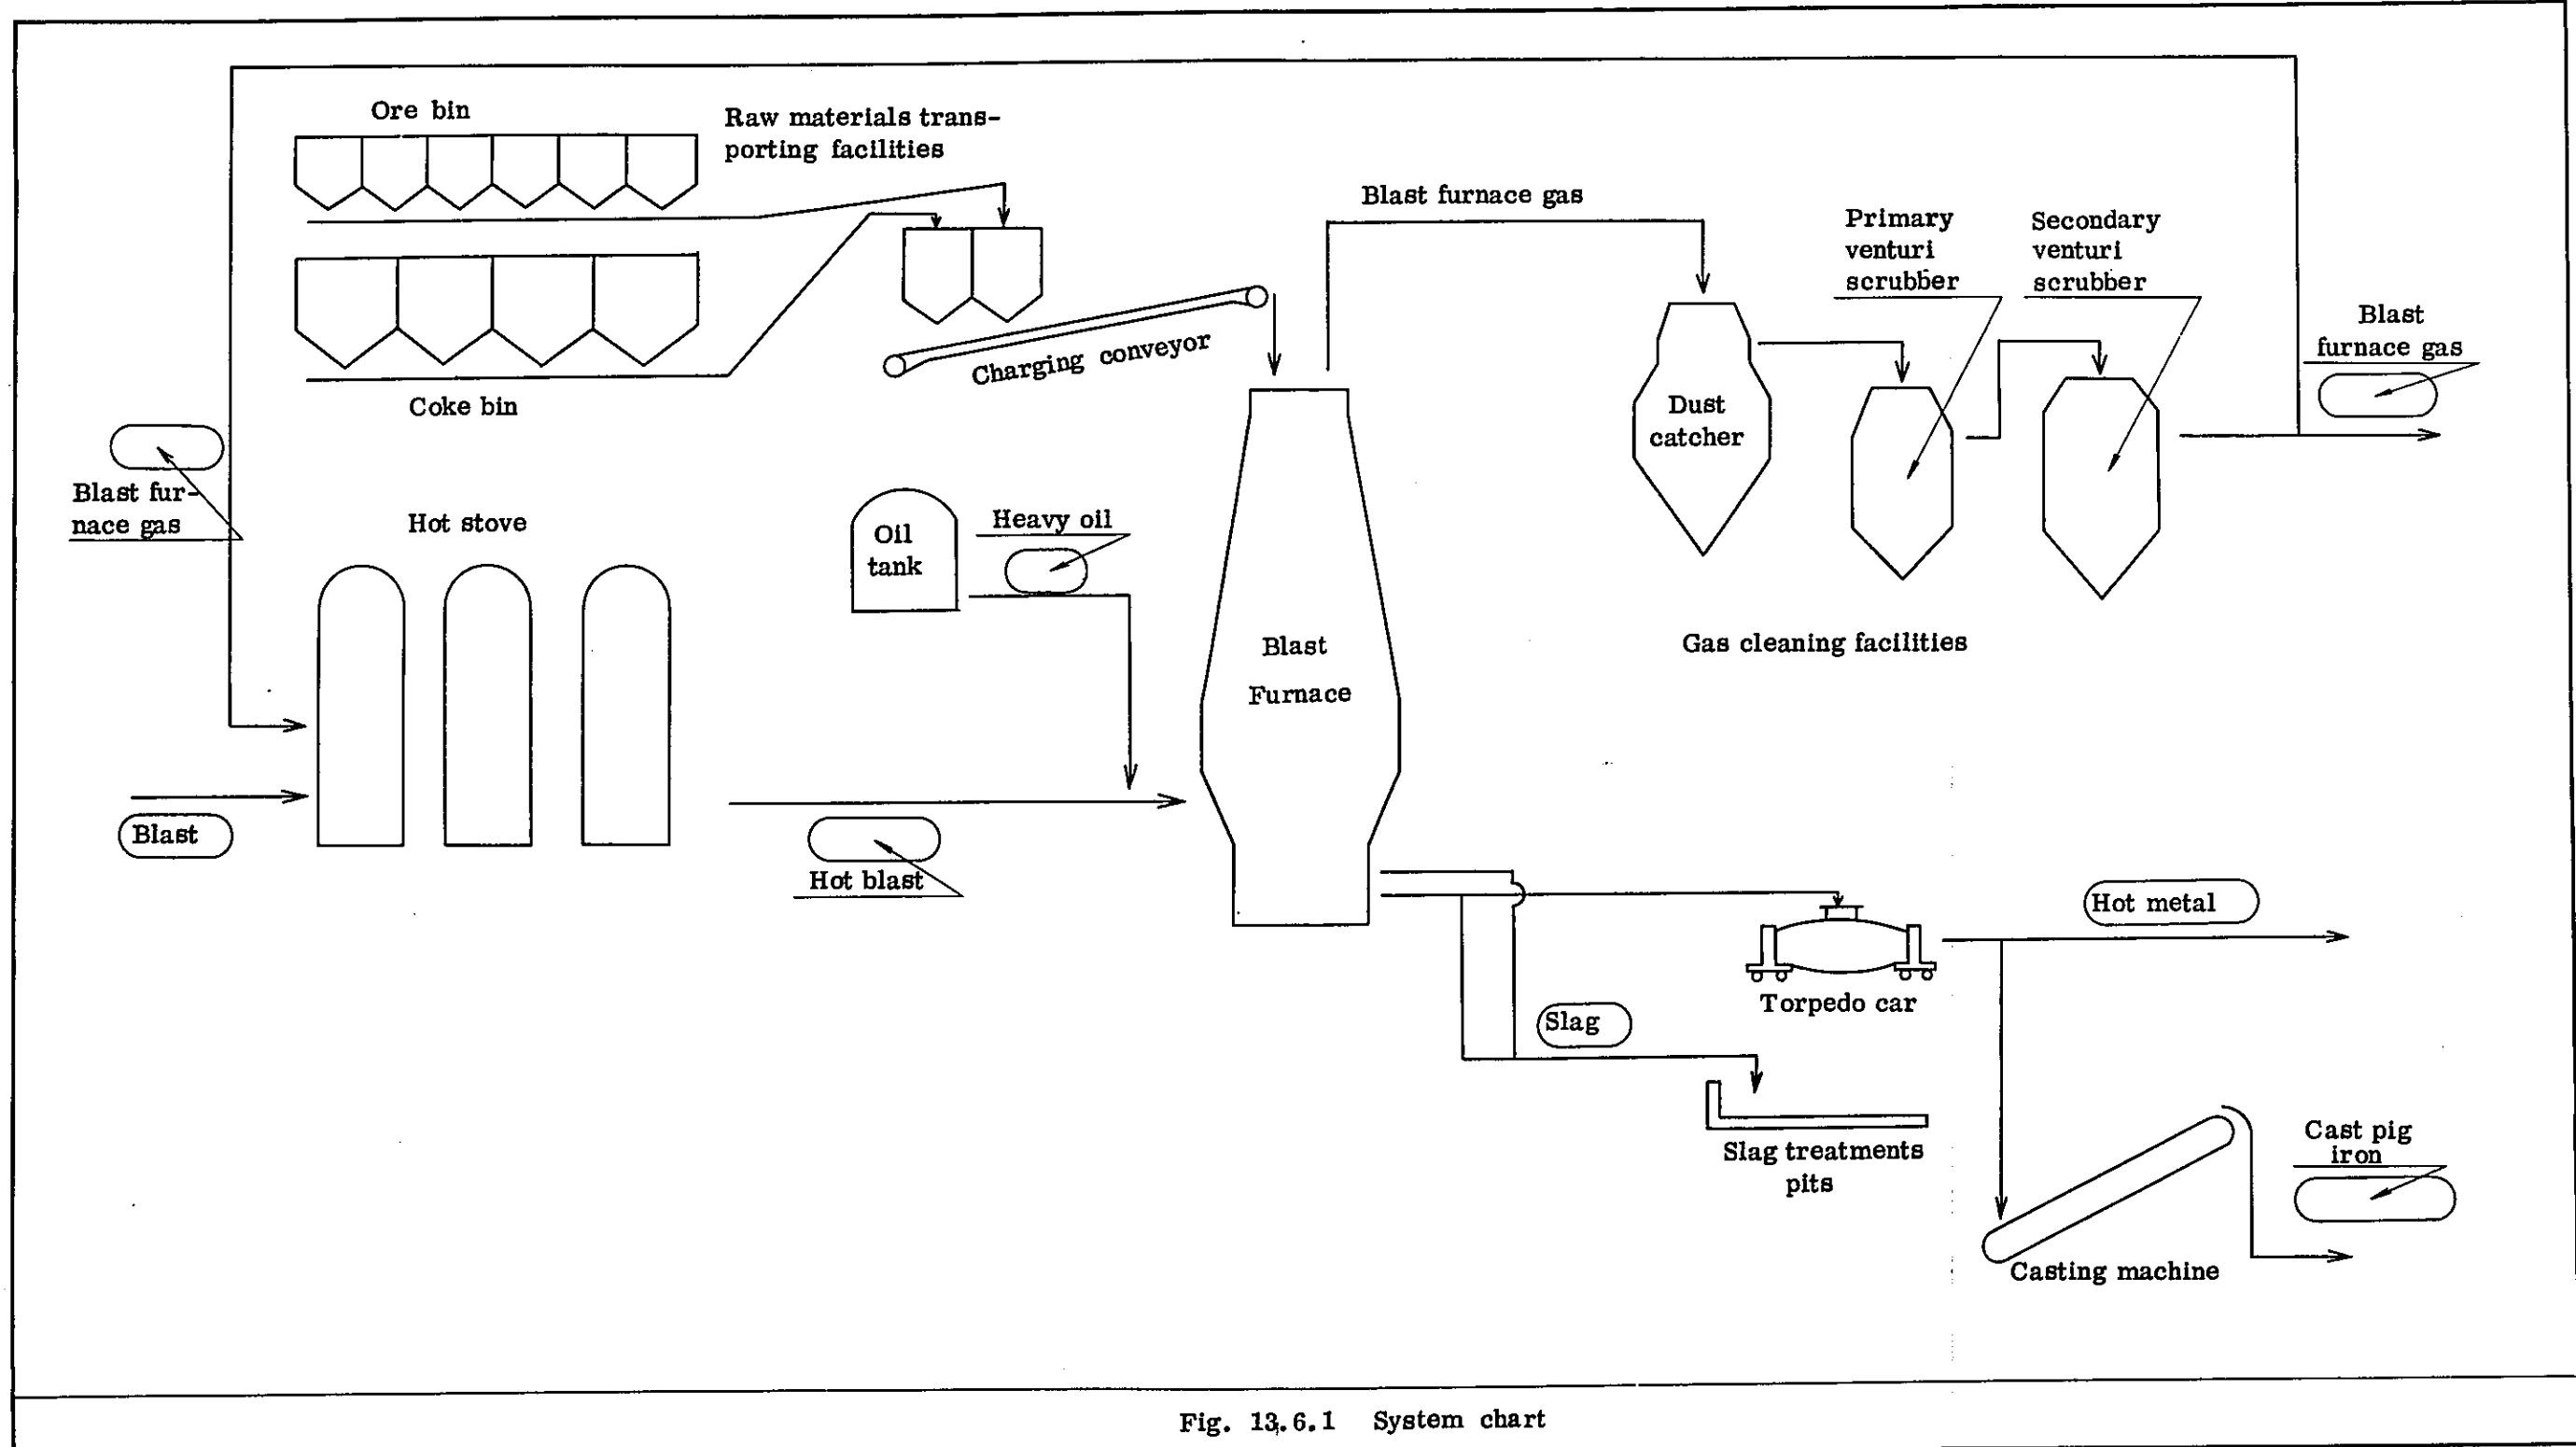 Ore bin
Raw materials trans-
porting facilities
Blast furnace gas
Primary
venturi
scrubber
Secondary
venturi
scrubber
Blast
furnace gas
Charging conveyor
Coke bin
Dust
catcher
Blast fur-
nace gas
Hot stove
Oil
tank
Heavy oil
Blast
Furnace
Gas cleaning facilities
Blast
Hot blast
Hot metal
Torpedo car
Slag
Slag treatments
pits
Cast pig
iron
Casting machine
Fig. 13.6.1 System chart